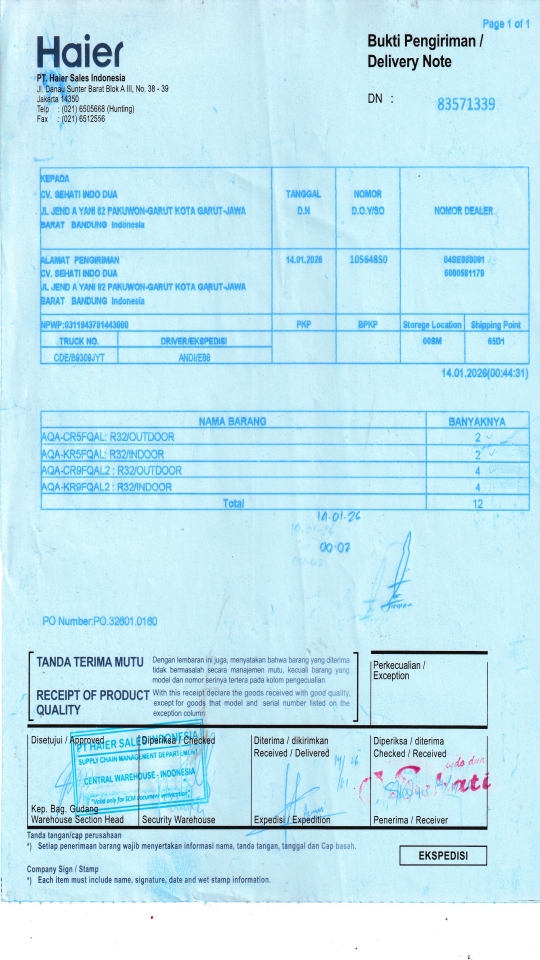 Page 1 of 1
Haier
PT. Haier Sales Indonesia
Jl. Danau Sunter Barat Blok A III, No. 38 - 39
Jakarta 14350
Telp : (021) 6505668 (Hunting)
Fax : (021) 6512556
Bukti Pengiriman /
Delivery Note
DN : 83571339
KEPADA
CV. SEHATI INDO DUA
JL JEND A YANI 82 PAKUWON-GARUT KOTA GARUT-JAWA
BARAT BANDUNG Indonesia
TANGGAL
D.N
NOMOR
D.O.V/SO
NOMOR DEALER
ALAMAT PENGIRIMAN
CV. SEHATI INDO DUA
JL JEND A YANI 82 PAKUWON-GARUT KOTA GARUT-JAWA
BARAT BANDUNG Indonesia
14.01.2026
10564850
NPWP:0311943781443000
PKP
BPKP
Storege Location
Shipping Point
TRUCK NO.
DRIVER/EKSPEDISI
00SM
65D1
ANDI/E86
14.01.2026(00:44:31)
NAMA BARANG BANYAKNYA
AQA-CR5FQAL: R32/OUTDOOR 2
AQA-KR5FQAL: R32/INDOOR 2
AQA-CR9FQAL2 : R32/OUTDOOR 4
AQA-KR9FQAL2 : R32/INDOOR 4
Total 12
14-01-26
00:07
PO Number:PO.32601.0160
TANDA TERIMA MUTU
Dengan lembaran ini juga, menyatakan bahwa barang yang diterima
tidak bermasalah secara manajemen mutu, kecuali barang yang
model dan nomor serinya tertera pada kolom pengecualian
RECEIPT OF PRODUCT
QUALITY
With this receipt declare the goods received with good quality,
except for goods that model and serial number listed on the
exception column
Perkecualian /
Exception
Disetujui / Approved
Diperiksa / Checked
Diterima / dikirimkan
Received / Delivered
Diperiksa / diterima
Checked / Received
PT HAIER SALES INDONESIA
SUPPLY CHAIN MANAGEMENT DEPARTMENT
CENTRAL WAREHOUSE - INDONESIA
"Valid only for SCM document verification"
Kep. Bag. Gudang
Warehouse Section Head
Security Warehouse
Expedisi / Expedition
Penerima / Receiver
Tanda tangan/cap perusahaan
*) Setiap penerimaan barang wajib menyertakan informasi nama, tanda tangan, tanggal dan Cap basah.
EKSPEDISI
Company Sign / Stamp
*) Each item must include name, signature, date and wet stamp information.